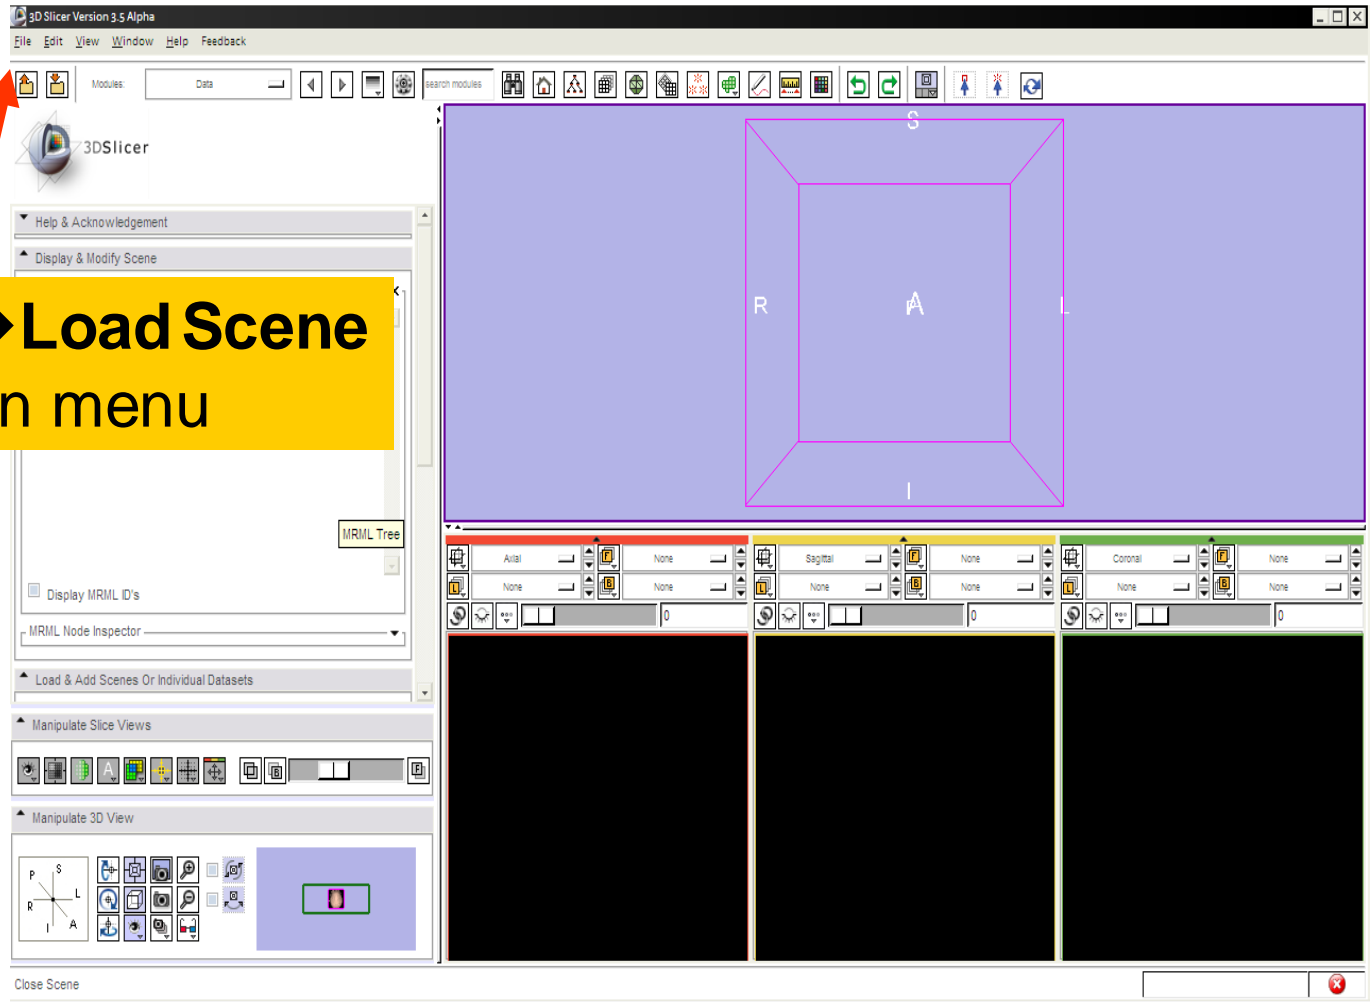 3D Slicer Version 3.5 Alpha
File Edit View Window Help Feedback
Modules: Data search modules
3DSlicer
Help & Acknowledgement
Display & Modify Scene
Load Scene
n menu
MRML Tree
Display MRML ID's
MRML Node Inspector
Load & Add Scenes Or Individual Datasets
Manipulate Slice Views
A B F
Manipulate 3D View
P S
R L
I A
S
R P A L
I
Axial F None Sagittal F None Coronal F None
L None B None L None B None L None B None
0 0 0
Close Scene